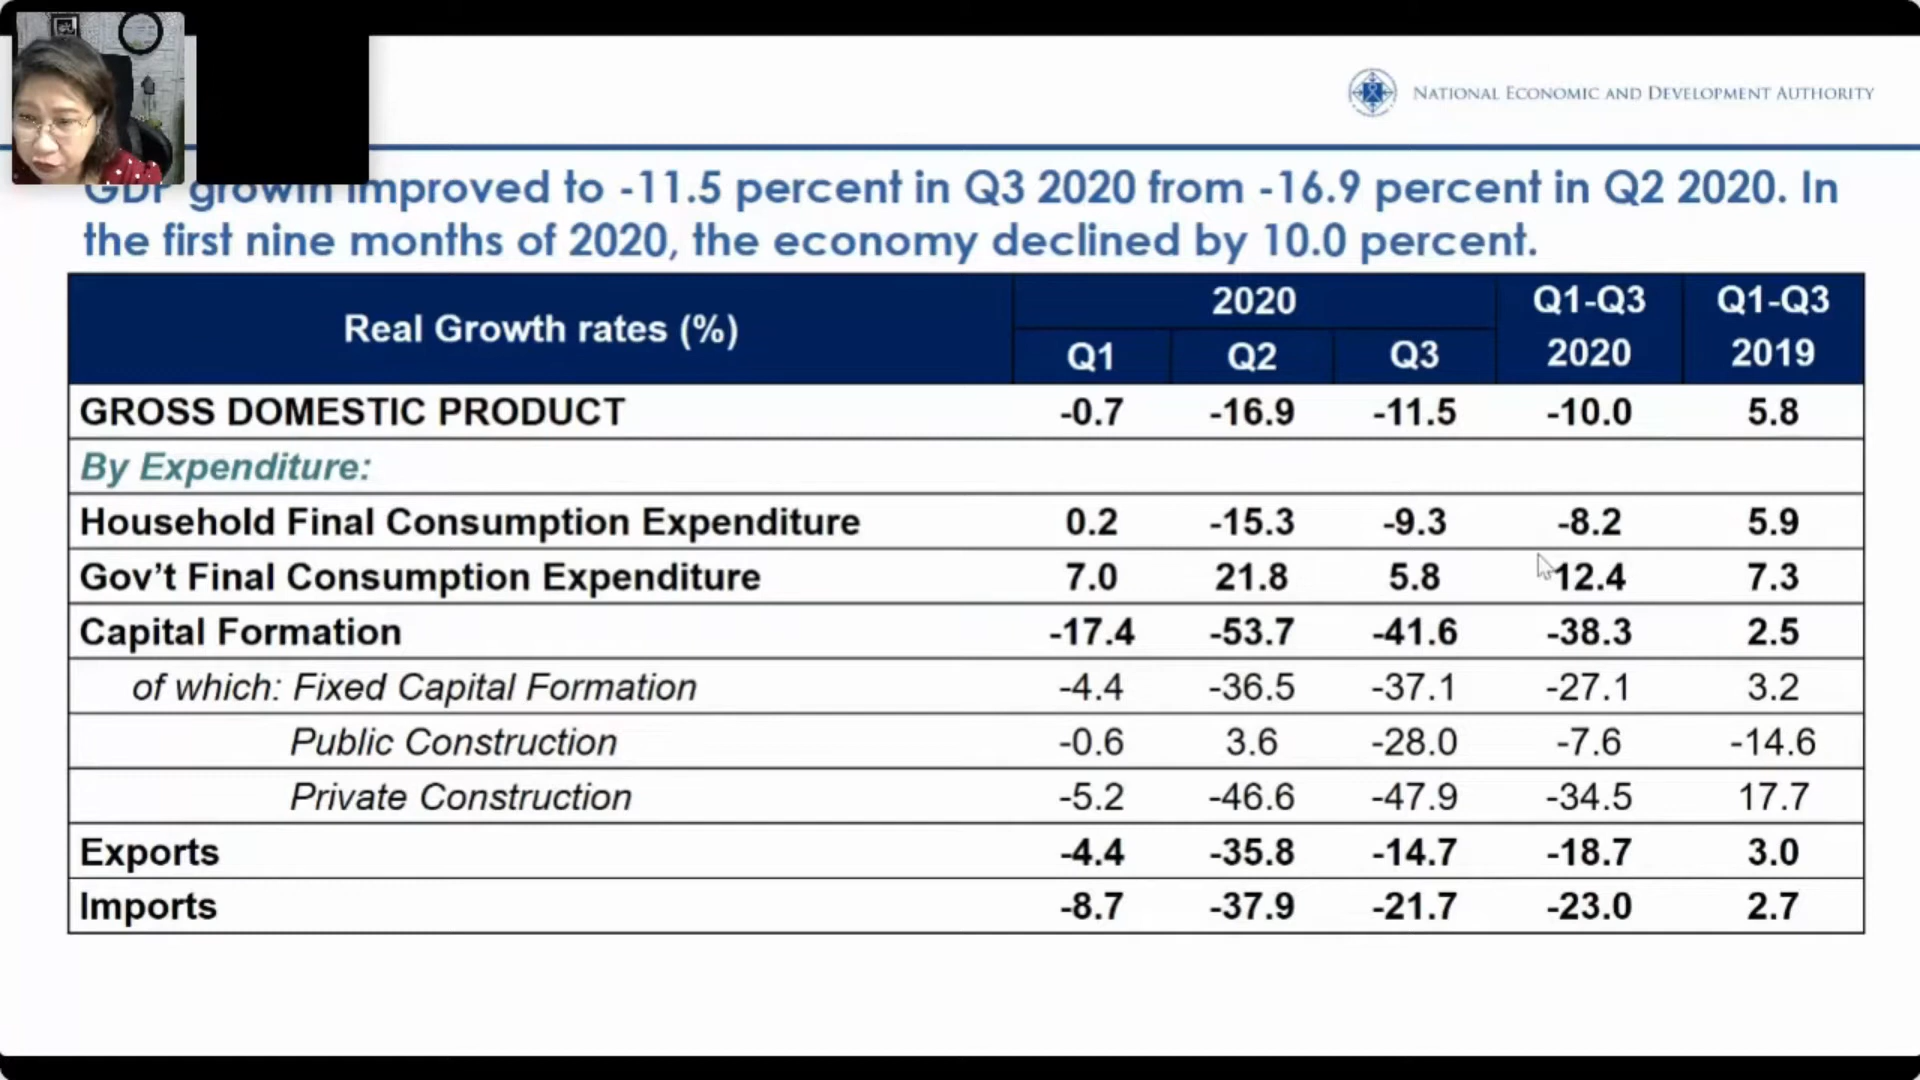 NATIONAL ECONOMIC AND DEVELOPMENT AUTHORITY
GDP growth improved to -11.5 percent in Q3 2020 from -16.9 percent in Q2 2020. In
the first nine months of 2020, the economy declined by 10.0 percent.
Real Growth rates (%) 2020 Q1-Q3 2020 Q1-Q3 2019
Q1 Q2 Q3
GROSS DOMESTIC PRODUCT -0.7 -16.9 -11.5 -10.0 5.8
By Expenditure:
Household Final Consumption Expenditure 0.2 -15.3 -9.3 -8.2 5.9
Gov't Final Consumption Expenditure 7.0 21.8 5.8 12.4 7.3
Capital Formation -17.4 -53.7 -41.6 -38.3 2.5
of which: Fixed Capital Formation -4.4 -36.5 -37.1 -27.1 3.2
Public Construction -0.6 3.6 -28.0 -7.6 -14.6
Private Construction -5.2 -46.6 -47.9 -34.5 17.7
Exports -4.4 -35.8 -14.7 -18.7 3.0
Imports -8.7 -37.9 -21.7 -23.0 2.7